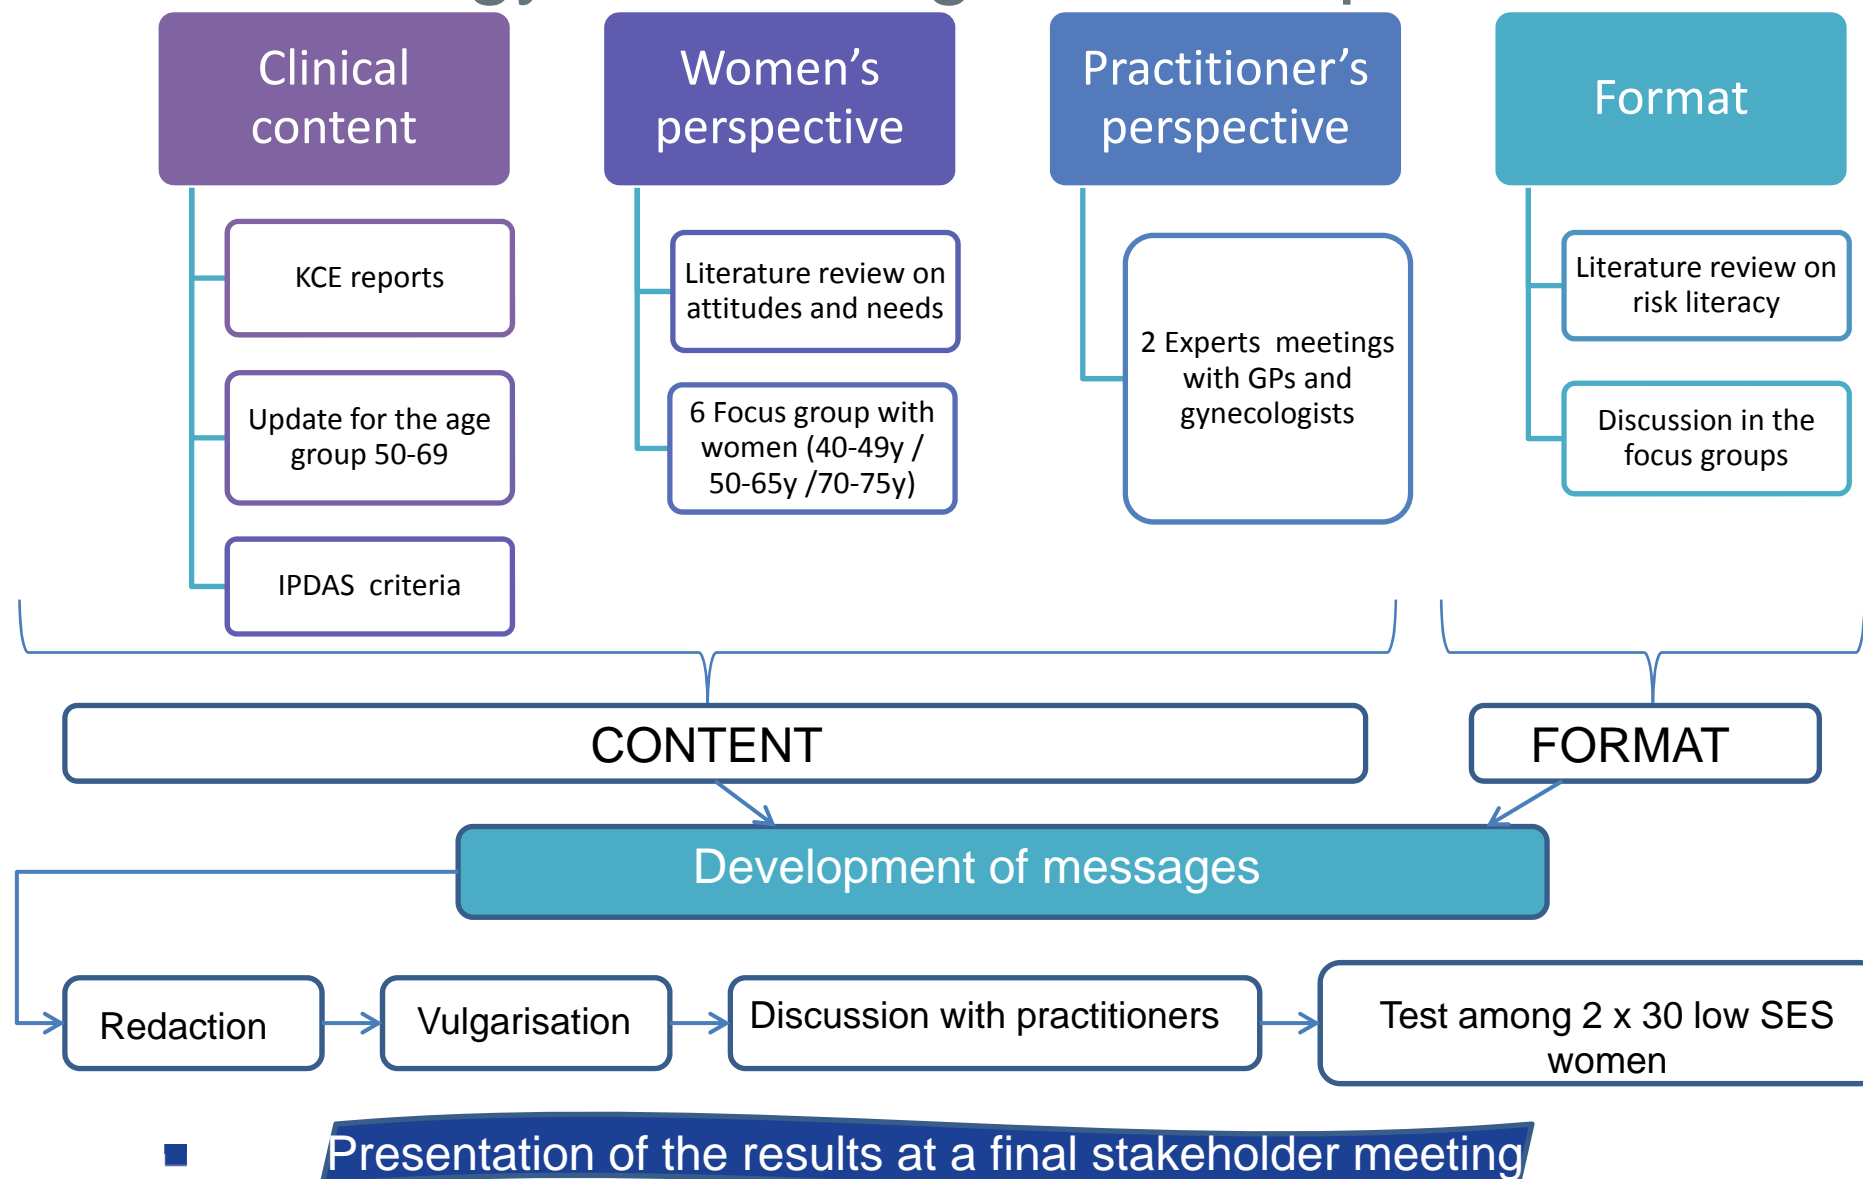 Clinical
content
Women's
perspective
Practitioner's
perspective
Format
KCE reports
Update for the age
group 50-69
IPDAS  criteria
Literature review on
attitudes and needs
6 Focus group with
women (40-49y /
50-65y /70-75y)
2 Experts  meetings
with GPs and
gynecologists
Literature review on
risk literacy
Discussion in the
focus groups
CONTENT
FORMAT
Development of messages
Redaction
Vulgarisation
Discussion with practitioners
Test among 2 x 30 low SES
women
Presentation of the results at a final stakeholder meeting